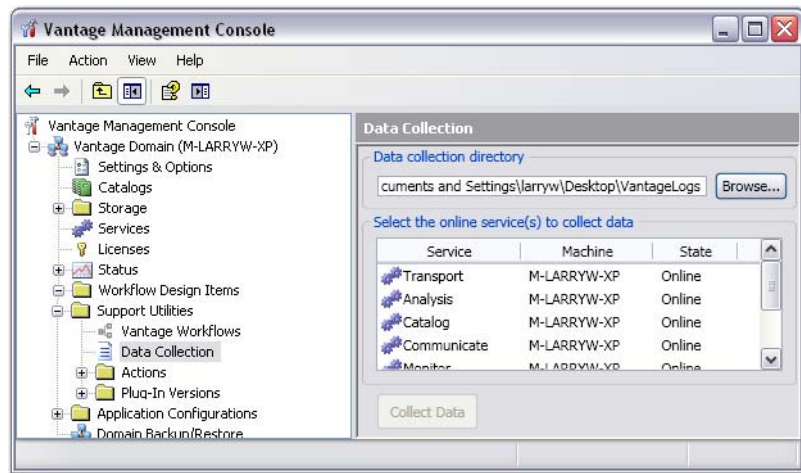 Vantage Management Console
File Action View Help
Vantage Management Console
Vantage Domain (M-LARRYW-XP)
Settings & Options
Catalogs
Storage
Services
Licenses
Status
Workflow Design Items
Support Utilities
Vantage Workflows
Data Collection
Actions
Plug-In Versions
Application Configurations
Domain Backup/Restore
Data Collection
Data collection directory
cuments and Settings\larryw\Desktop\VantageLogs Browse...
Select the online service(s) to collect data
Service Machine State
Transport M-LARRYW-XP Online
Analysis M-LARRYW-XP Online
Catalog M-LARRYW-XP Online
Communicate M-LARRYW-XP Online
Monitor M-LARRYW-XP Online
Collect Data